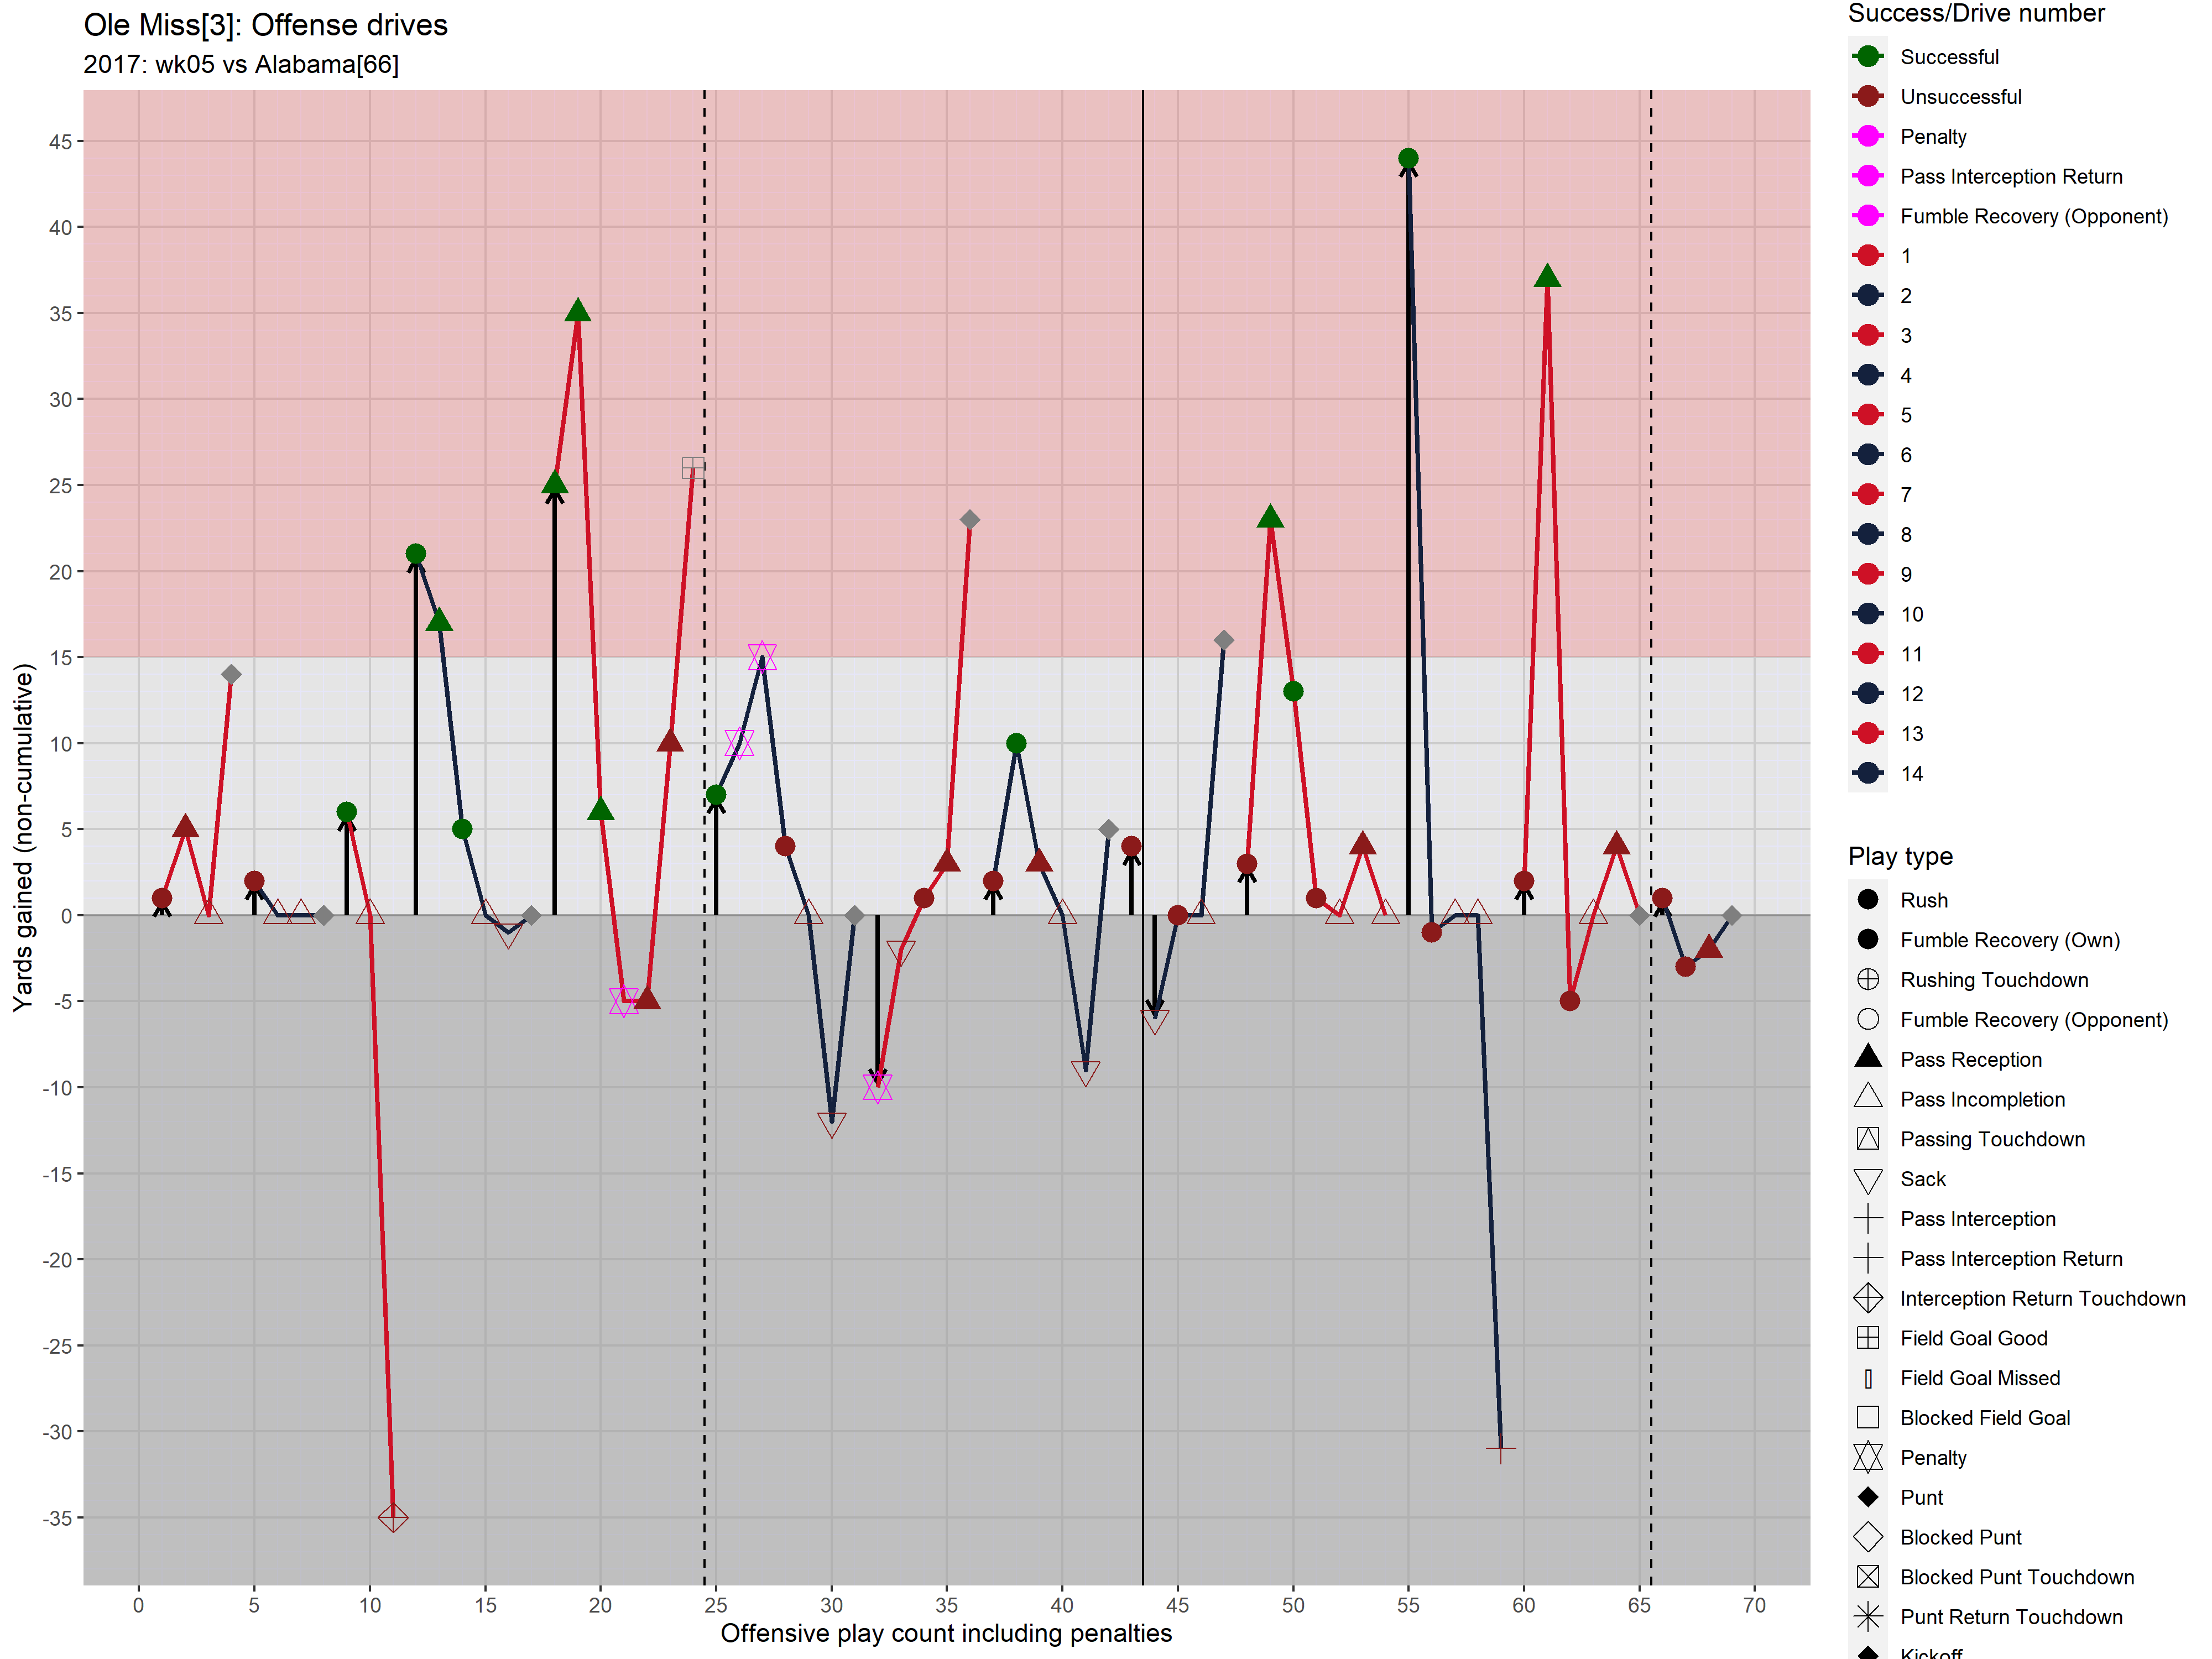 Ole Miss[3]: Offense drives
2017: wk05 vs Alabama[66]
Yards gained (non-cumulative)
45
40
35
30
25
20
15
10
5
0
-5
-10
-15
-20
-25
-30
-35
0 5 10 15 20 25 30 35 40 45 50 55 60 65 70
Offensive play count including penalties
Success/Drive number
Successful
Unsuccessful
Penalty
Pass Interception Return
Fumble Recovery (Opponent)
1
2
3
4
5
6
7
8
9
10
11
12
13
14
Play type
Rush
Fumble Recovery (Own)
Rushing Touchdown
Fumble Recovery (Opponent)
Pass Reception
Pass Incompletion
Passing Touchdown
Sack
Pass Interception
Pass Interception Return
Interception Return Touchdown
Field Goal Good
Field Goal Missed
Blocked Field Goal
Penalty
Punt
Blocked Punt
Blocked Punt Touchdown
Punt Return Touchdown
Kickoff